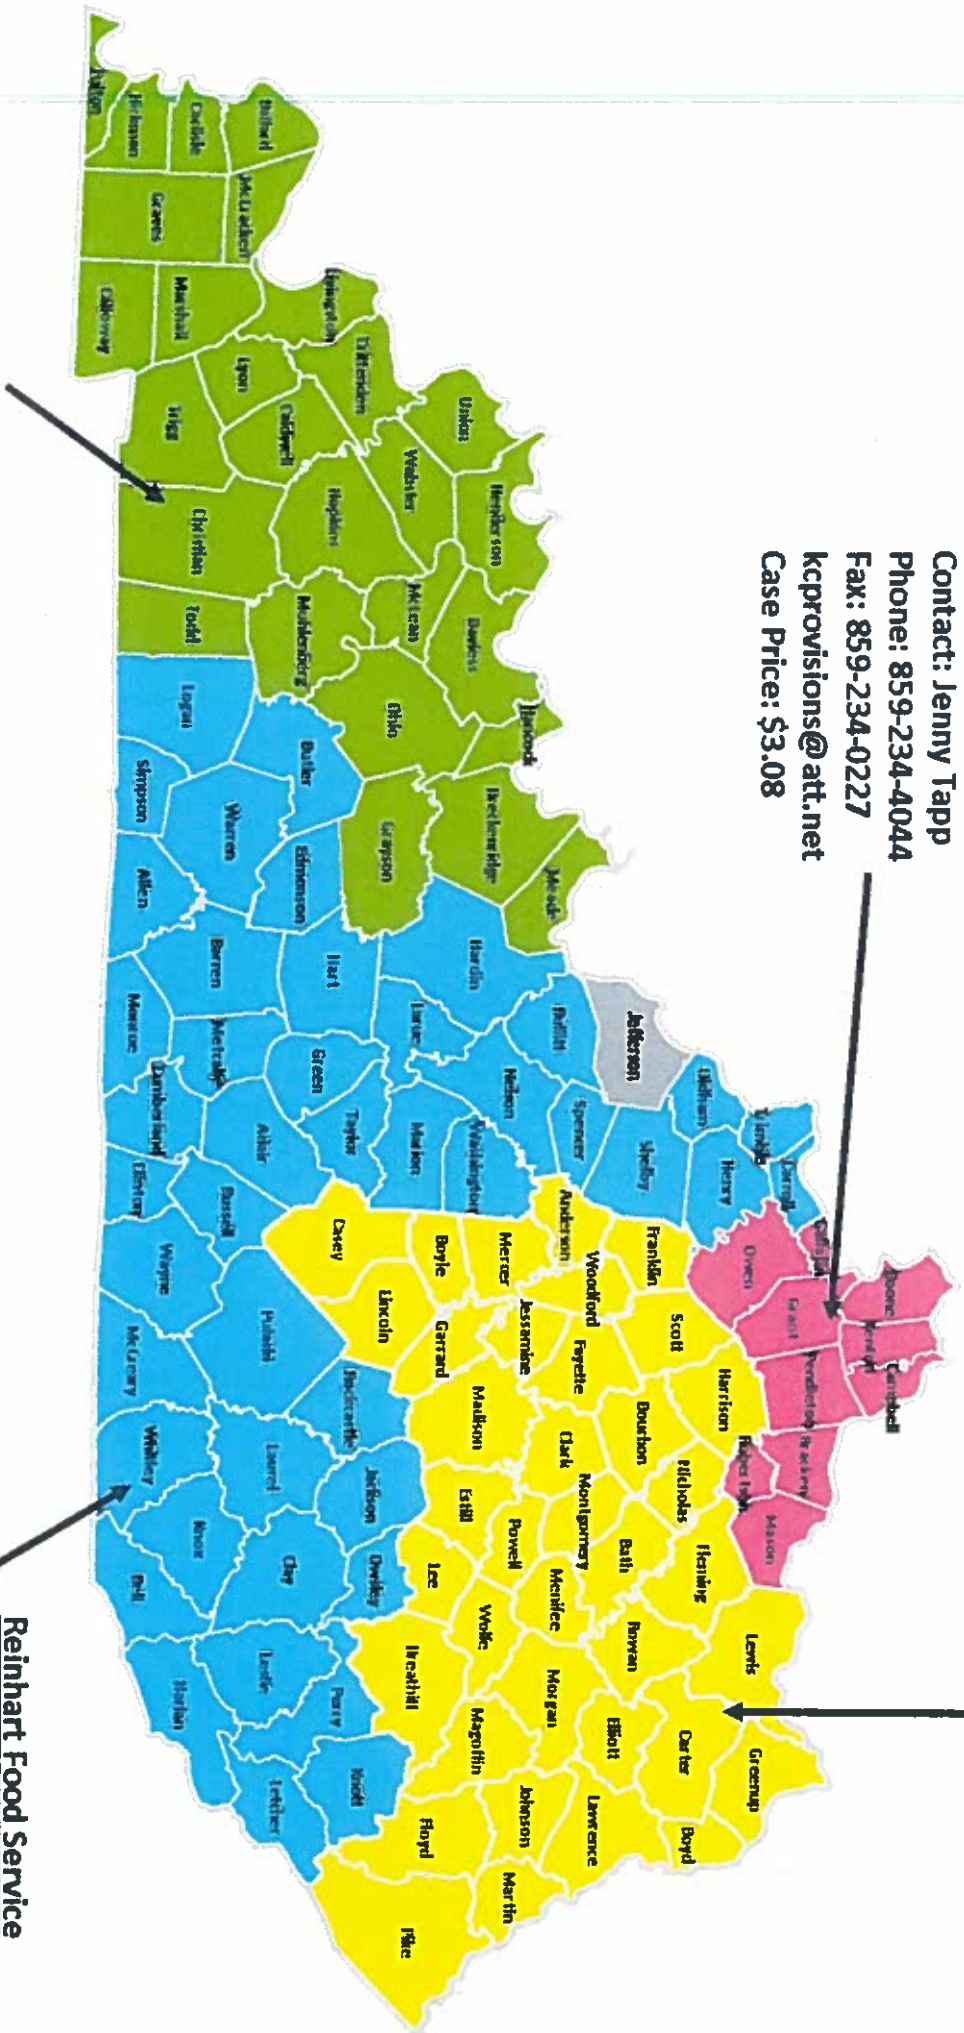 Contact: Jenny Tapp
Phone: 859-234-4044
Fax: 859-234-0227
kcprovisions@att.net
Case Price: $3.08
Boone
Kenton
Campbell
Grant
Pendleton
Bracken
Owen
Mason
Carroll
Trimble
Henry
Oldham
Shelby
Spencer
Jefferson
Bullitt
Nelson
Washington
Marion
Taylor
Green
Larue
Hardin
Hart
Adair
Russell
Metcalfe
Barren
Monroe
Cumberland
Clinton
Wayne
McCreary
Pulaski
Rockcastle
Laurel
Whitley
Knox
Bell
Clay
Jackson
Owsley
Leslie
Perry
Harlan
Letcher
Knott
Edmonson
Warren
Allen
Simpson
Butler
Logan
Lewis
Greenup
Carter
Boyd
Fleming
Rowan
Elliott
Lawrence
Harrison
Nicholas
Bath
Scott
Bourbon
Montgomery
Menifee
Morgan
Johnson
Martin
Franklin
Woodford
Fayette
Clark
Powell
Wolfe
Magoffin
Floyd
Pike
Anderson
Jessamine
Mercer
Madison
Estill
Lee
Breathitt
Boyle
Garrard
Lincoln
Casey
Meade
Breckenridge
Hancock
Grayson
Ohio
Daviess
McLean
Henderson
Union
Webster
Hopkins
Muhlenberg
Crittenden
Livingston
Caldwell
Lyon
Trigg
Christian
Todd
McCracken
Marshall
Graves
Calloway
Ballard
Carlisle
Hickman
Fulton
Reinhart Food Service